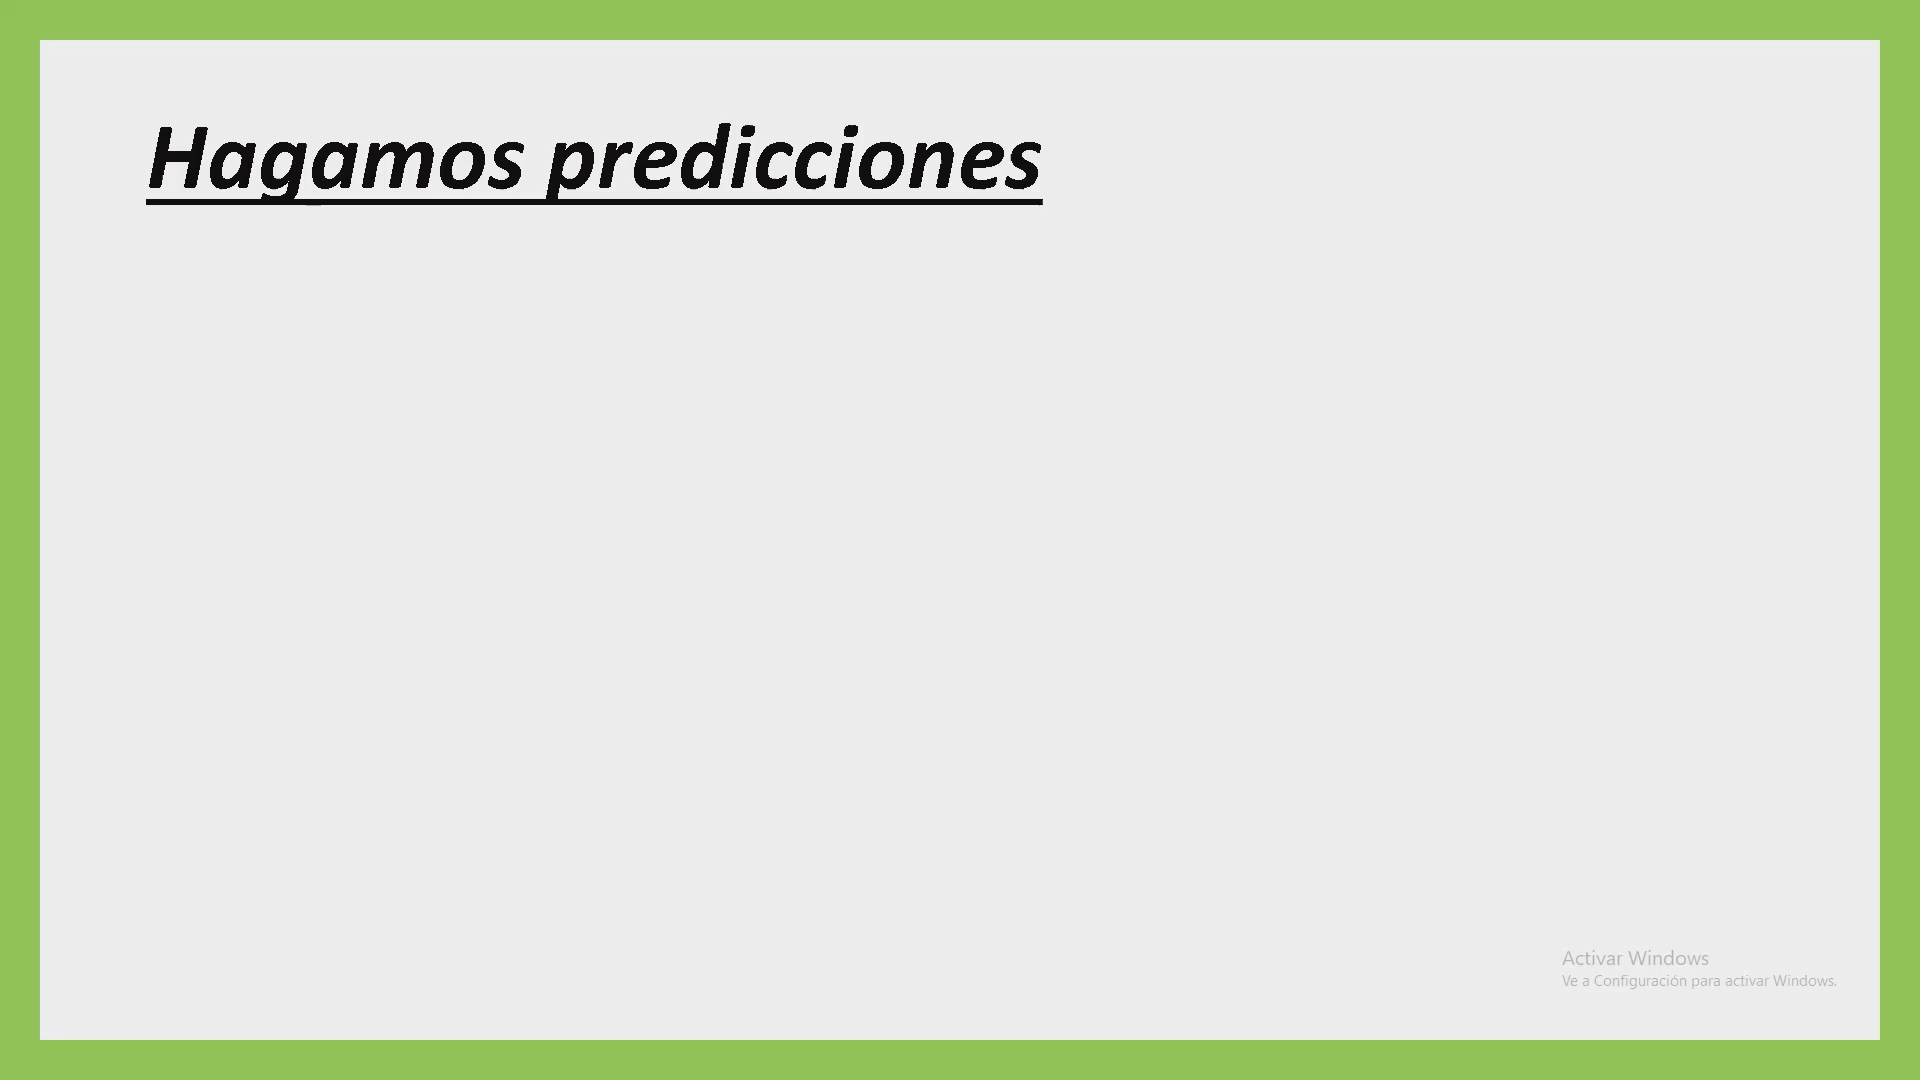 Hagamos predicciones
Activar Windows
Ve a Configuración para activar Windows.